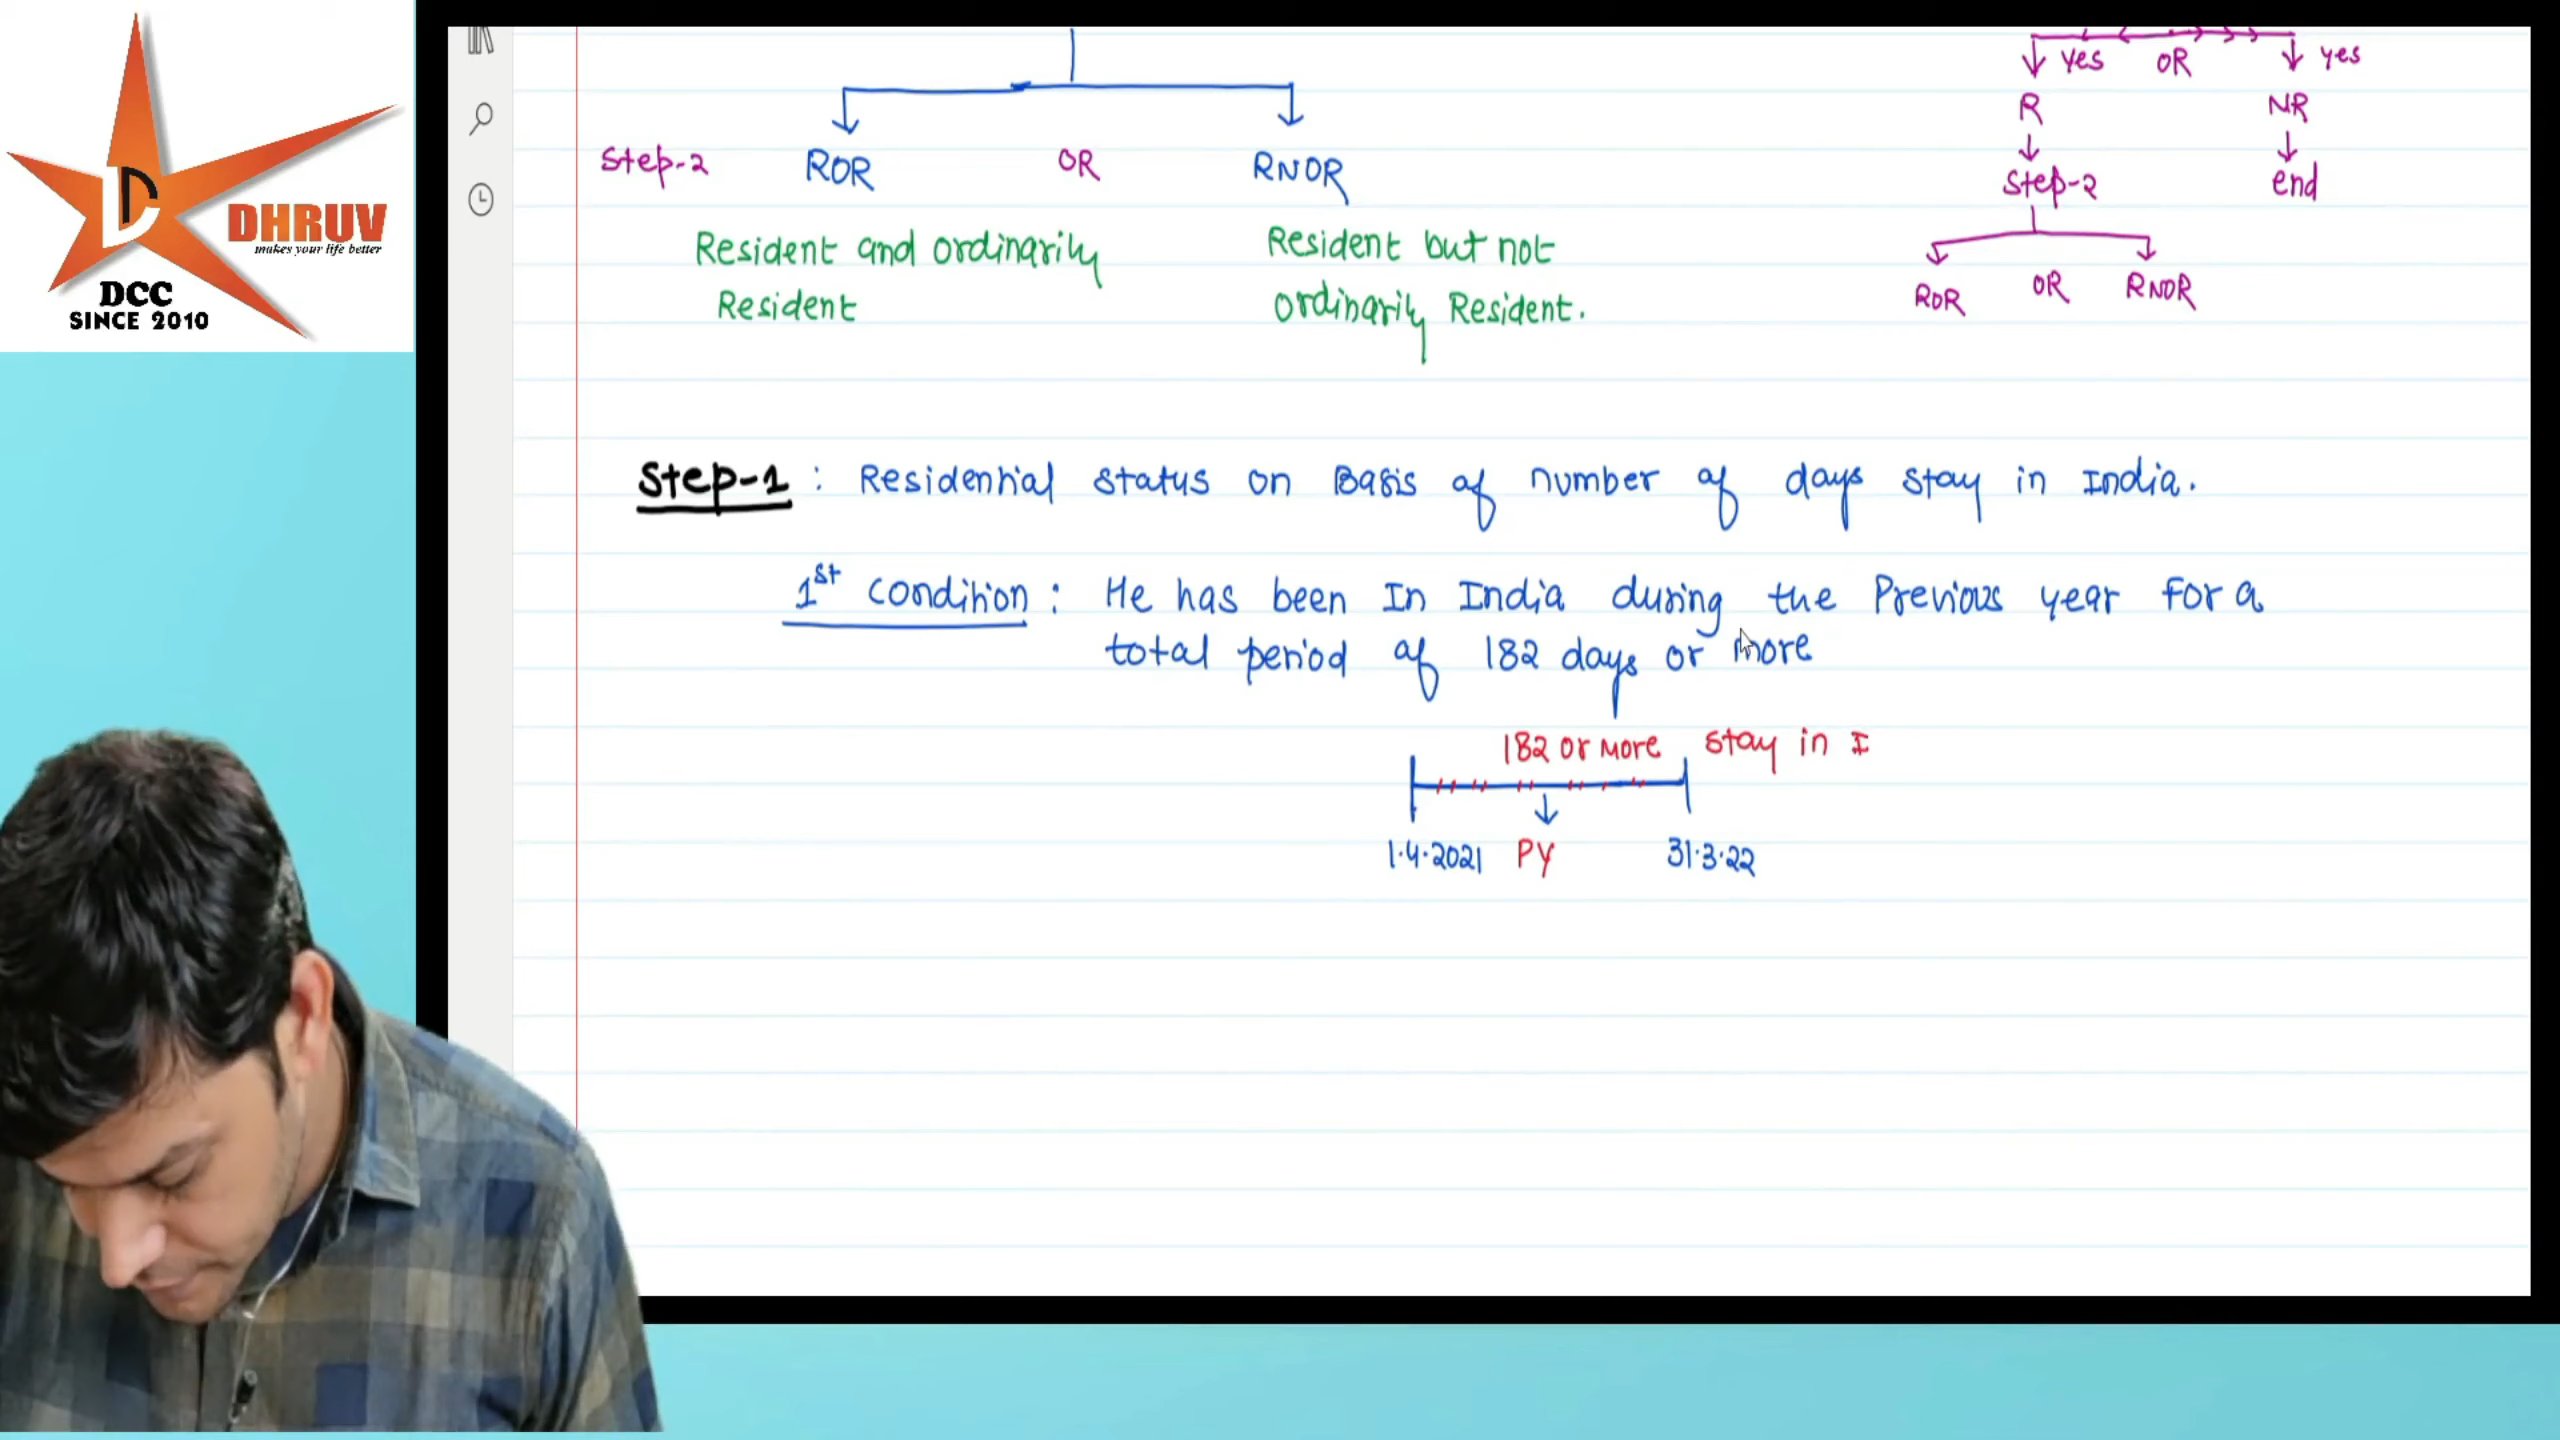 D
DHRUV
makes your life better
DCC
SINCE 2010
yes OR yes
R NR
Step-2 end
ROR OR RNOR
Step-2 ROR OR RNOR
Resident and ordinarily
Resident
Resident but not
ordinarily Resident.
Step-1 : Residential status on Basis of number of days stay in India.
1st condition : He has been In India during the Previous year for a
total period of 182 days or more
182 or more stay in I
1.4.2021 PY 31.3.22